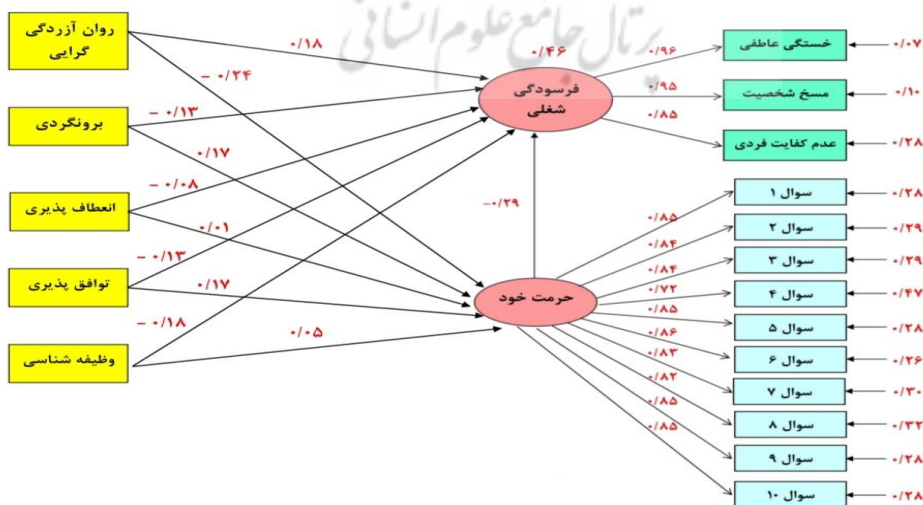 پرتال جامع علوم انسانی
روان آزردگی
گرایی
برونگردی
انعطاف پذیری
توافق پذیری
وظیفه شناسی
۰/۱۸
- ۰/۲۴
- ۰/۱۳
۰/۱۷
- ۰/۰۸
۰/۰۱
- ۰/۱۳
۰/۱۷
- ۰/۱۸
۰/۰۵
۰/۴۶
فرسودگی
شغلی
-۰/۲۹
حرمت خود
۰/۹۶
۰/۹۵
۰/۸۵
خستگی عاطفی
۰/۰۷
مسخ شخصیت
۰/۱۰
عدم کفایت فردی
۰/۲۸
۰/۸۵
سوال ۱
۰/۲۸
۰/۸۴
سوال ۲
۰/۲۹
۰/۸۴
سوال ۳
۰/۲۹
۰/۷۲
سوال ۴
۰/۴۷
۰/۸۵
سوال ۵
۰/۲۸
۰/۸۶
سوال ۶
۰/۲۶
۰/۸۳
سوال ۷
۰/۳۰
۰/۸۲
سوال ۸
۰/۳۲
۰/۸۵
سوال ۹
۰/۲۸
۰/۸۵
سوال ۱۰
۰/۲۸